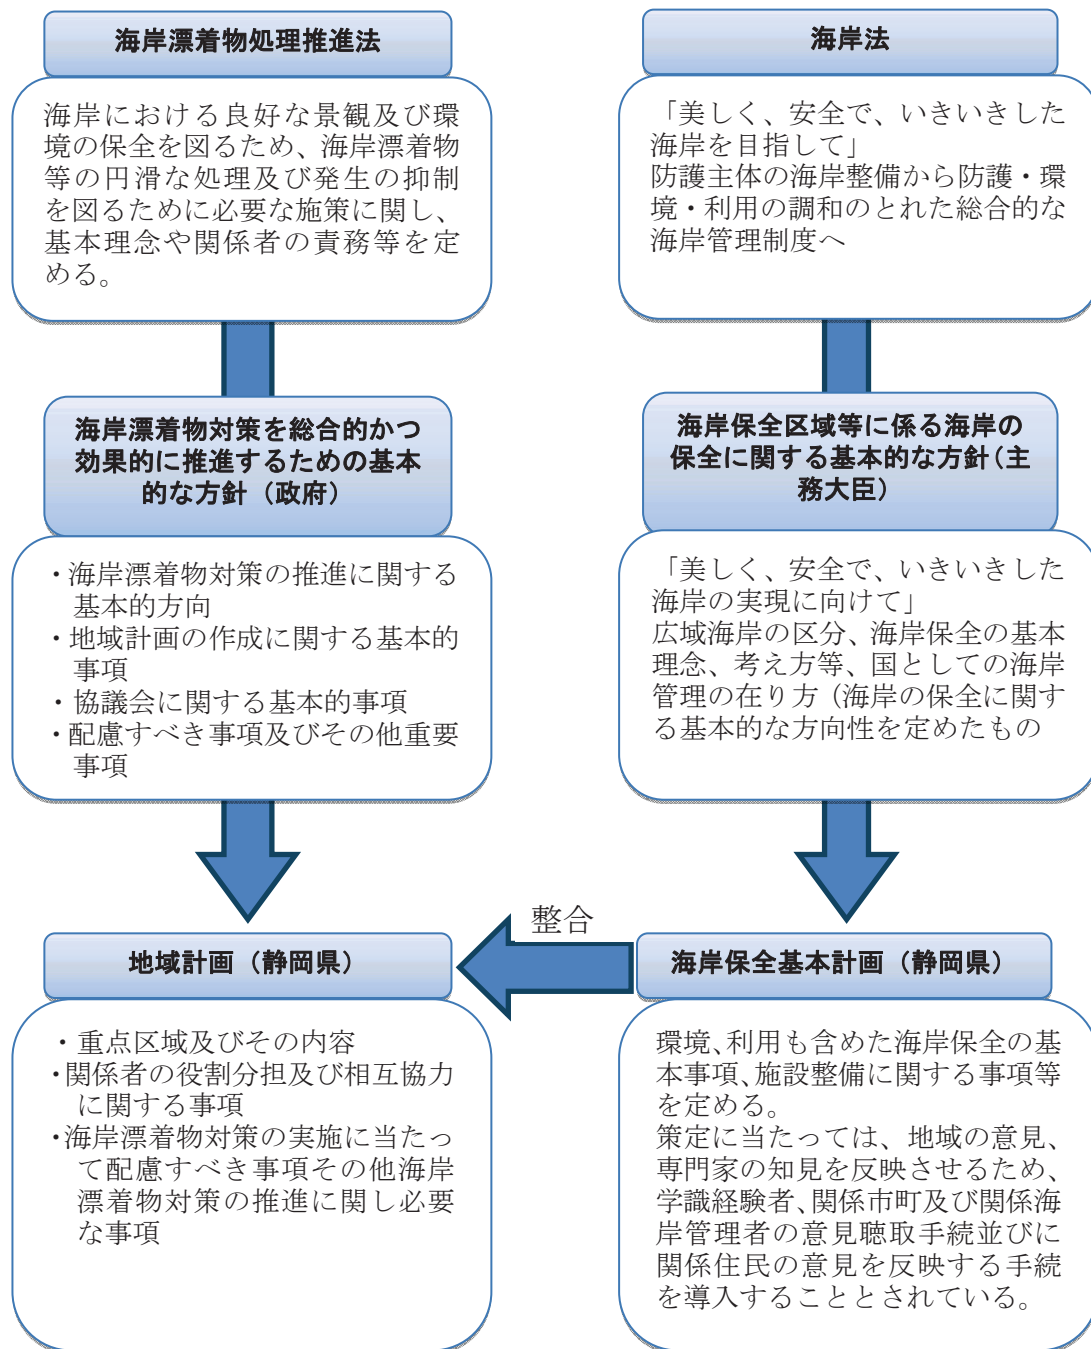 海岸漂着物処理推進法
海岸における良好な景観及び環
境の保全を図るため、海岸漂着物
等の円滑な処理及び発生の抑制
を図るために必要な施策に関し、
基本理念や関係者の責務等を定
める。
海岸漂着物対策を総合的かつ
効果的に推進するための基本
的な方針（政府）
・海岸漂着物対策の推進に関する
基本的方向
・地域計画の作成に関する基本的
事項
・協議会に関する基本的事項
・配慮すべき事項及びその他重要
事項
地域計画（静岡県）
・重点区域及びその内容
・関係者の役割分担及び相互協力
に関する事項
・海岸漂着物対策の実施に当たっ
て配慮すべき事項その他海岸
漂着物対策の推進に関し必要
な事項
整合
海岸法
「美しく、安全で、いきいきした
海岸を目指して」
防護主体の海岸整備から防護・環
境・利用の調和のとれた総合的な
海岸管理制度へ
海岸保全区域等に係る海岸の
保全に関する基本的な方針（主
務大臣）
「美しく、安全で、いきいきした
海岸の実現に向けて」
広域海岸の区分、海岸保全の基本
理念、考え方等、国としての海岸
管理の在り方（海岸の保全に関す
る基本的な方向性を定めたもの
海岸保全基本計画（静岡県）
環境、利用も含めた海岸保全の基
本事項、施設整備に関する事項等
を定める。
策定に当たっては、地域の意見、
専門家の知見を反映させるため、
学識経験者、関係市町及び関係海
岸管理者の意見聴取手続並びに
関係住民の意見を反映する手続
を導入することとされている。